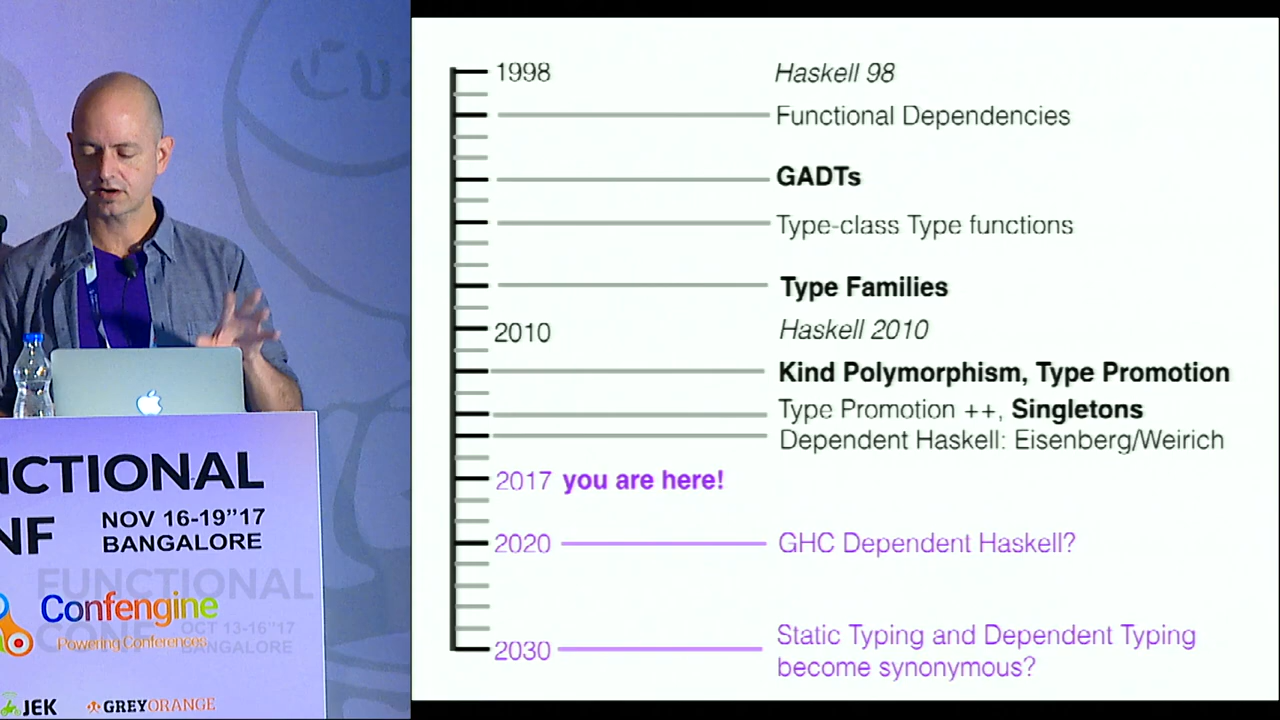 1998 Haskell 98
Functional Dependencies
GADTs
Type-class Type functions
Type Families
2010 Haskell 2010
Kind Polymorphism, Type Promotion
Type Promotion ++, Singletons
Dependent Haskell: Eisenberg/Weirich
2017 you are here!
2020 GHC Dependent Haskell?
2030 Static Typing and Dependent Typing
become synonymous?
NCTIONAL
NF
NOV 16-19"17
BANGALORE
FUNCTIONAL
Confengine
Powering Conferences
OCT 13-16"17
BANGALORE
JEK
GREYORANGE